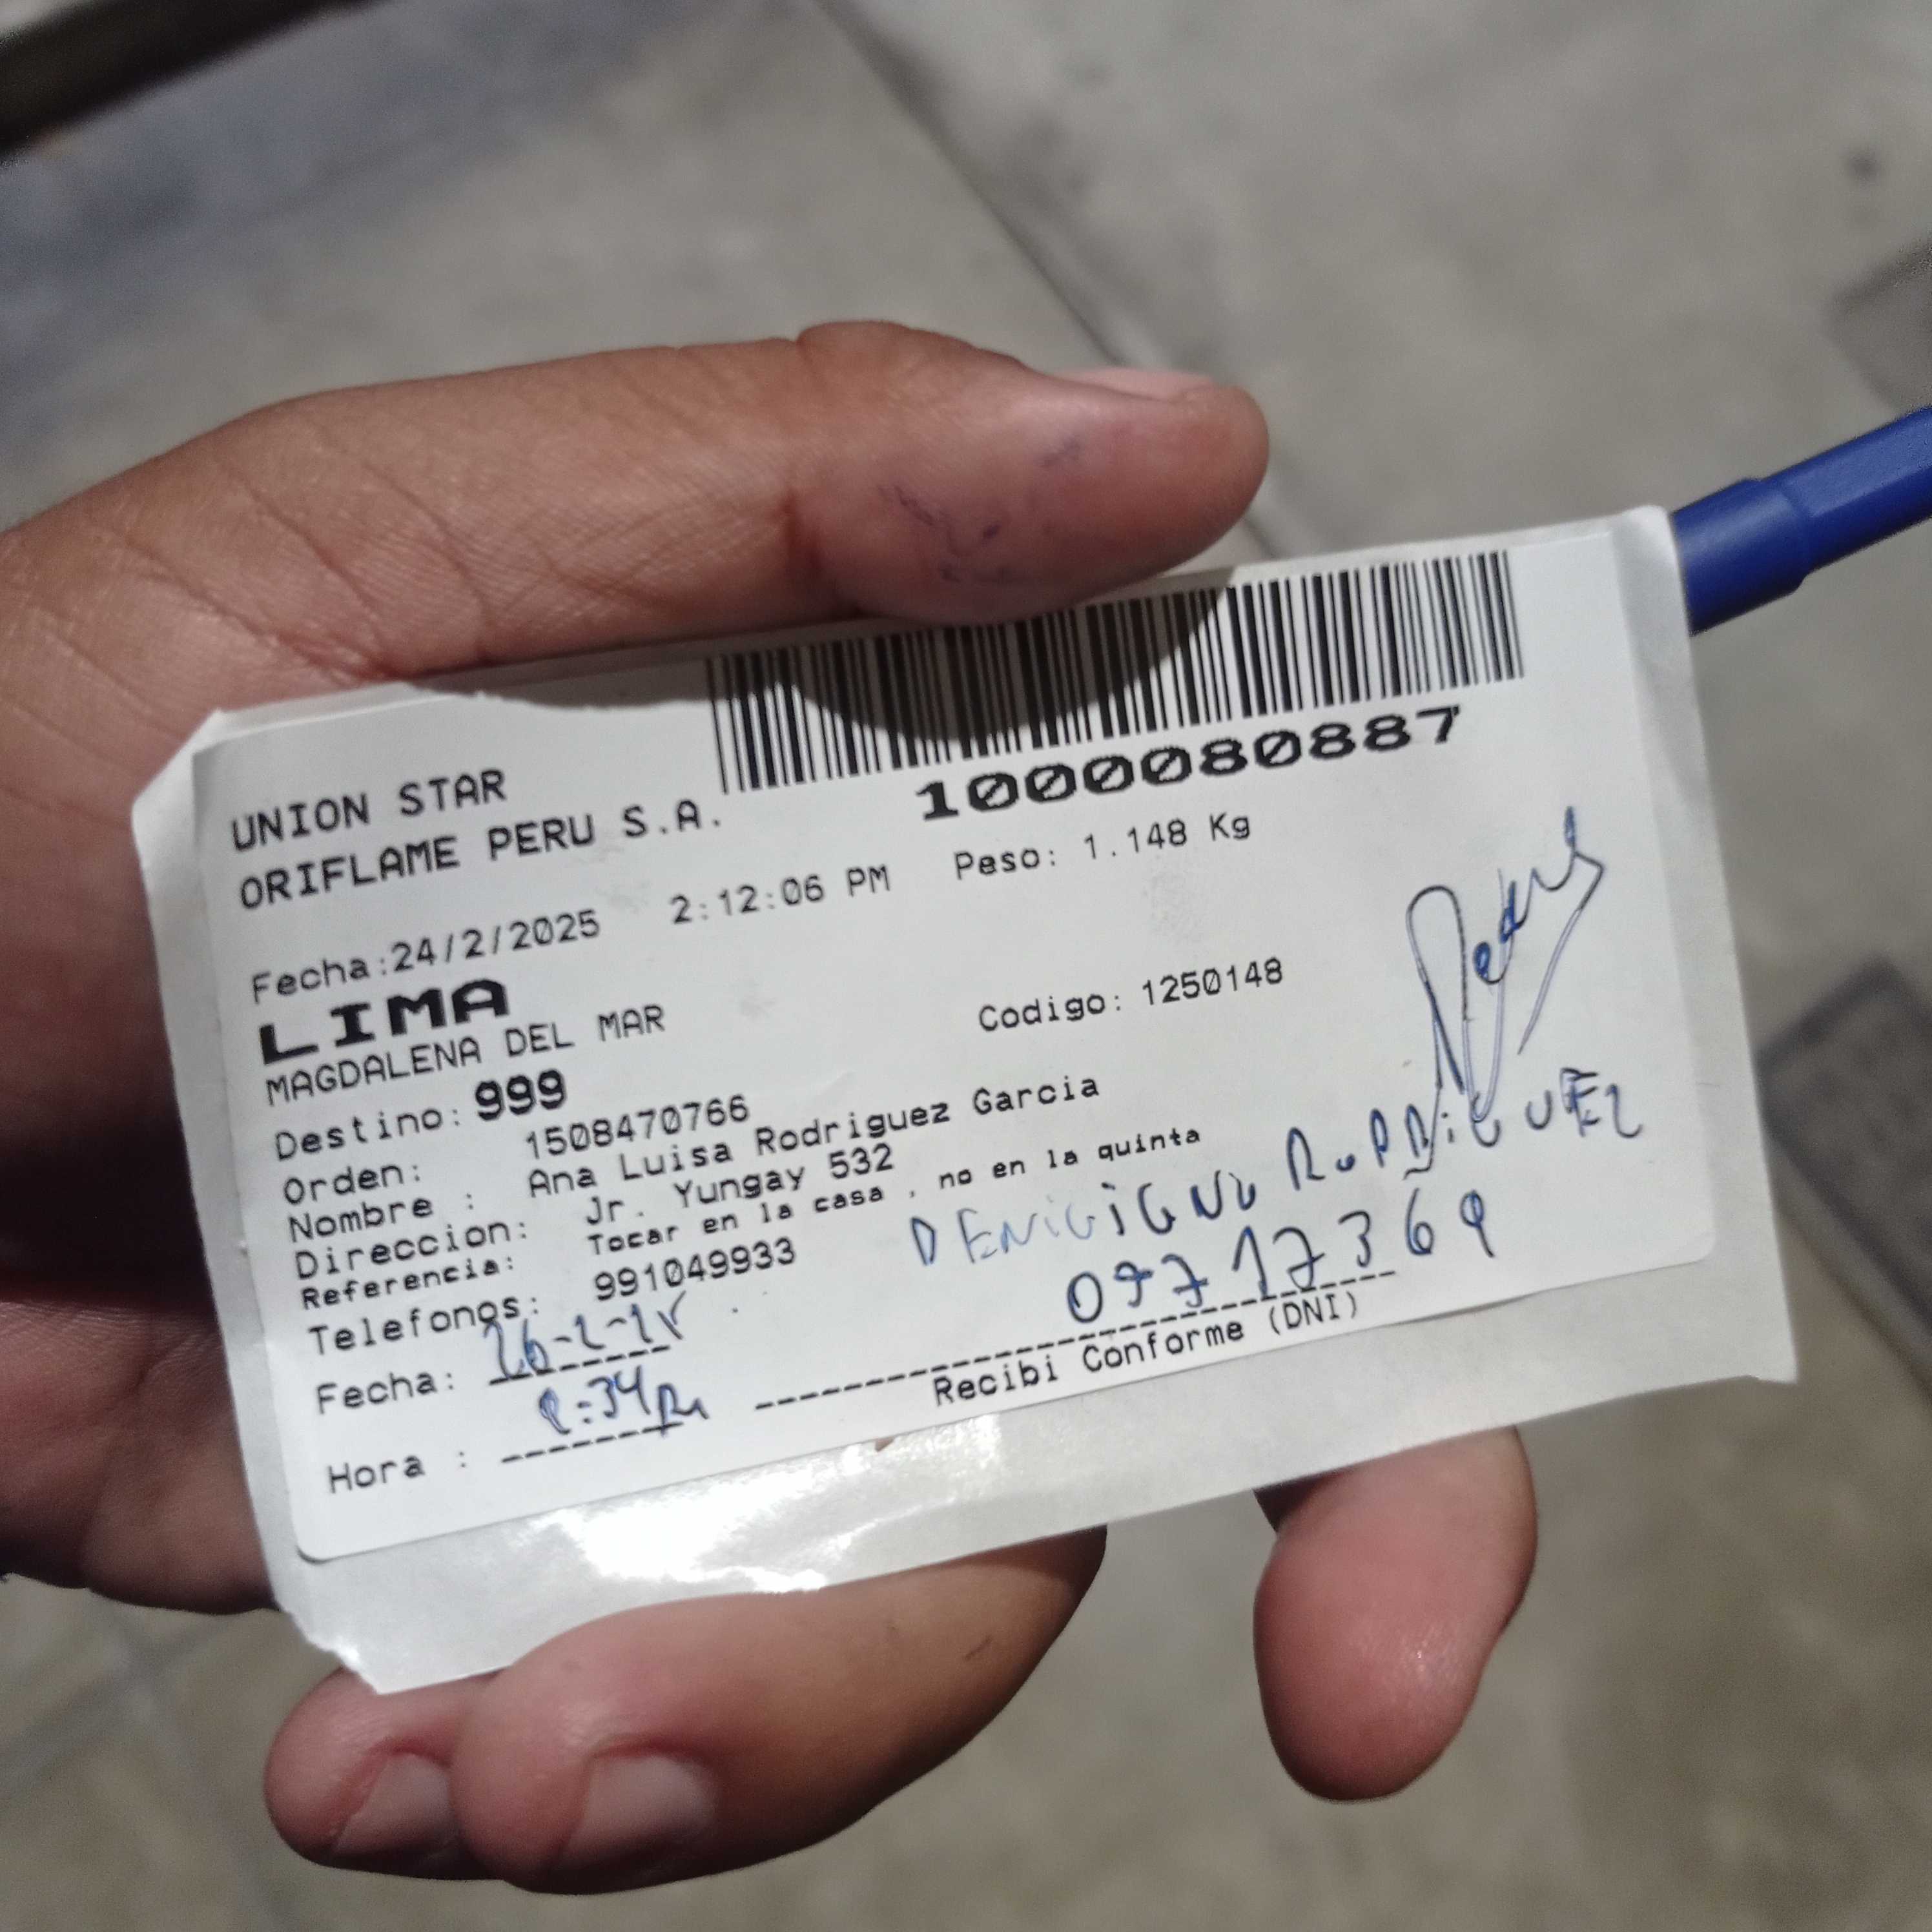 1000080887
UNION STAR
ORIFLAME PERU S.A.
Fecha:24/2/2025 2:12:06 PM Peso: 1.148 Kg
LIMA
MAGDALENA DEL MAR Codigo: 1250148
Destino: 999
Orden: 1508470766
Nombre : Ana Luisa Rodriguez Garcia
Direccion: Jr. Yungay 532
Referencia: Tocar en la casa , no en la quinta
Telefonos: 991049933
Fecha:
Hora :
Recibi Conforme (DNI)